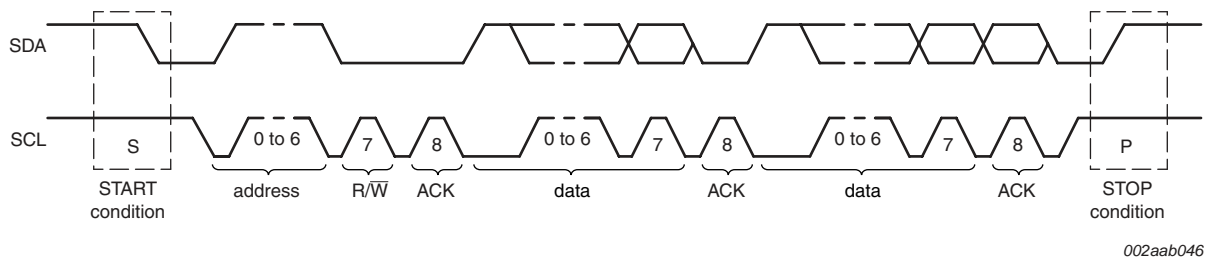 SDA
SCL
S
0 to 6
7
8
0 to 6
7
8
0 to 6
7
8
P
START
condition
address
R/W̅
ACK
data
ACK
data
ACK
STOP
condition
002aab046